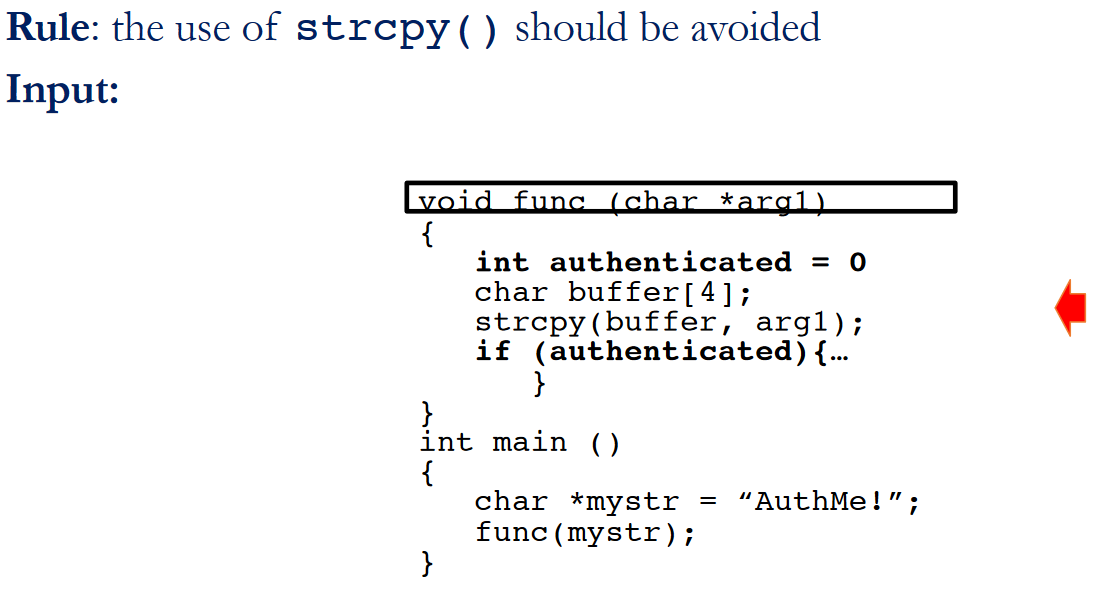 Rule: the use of strcpy() should be avoided
Input:
void func (char *arg1)
{
int authenticated = 0
char buffer[4];
strcpy(buffer, arg1);
if (authenticated){…
}
}
int main ()
{
char *mystr = “AuthMe!”;
func(mystr);
}